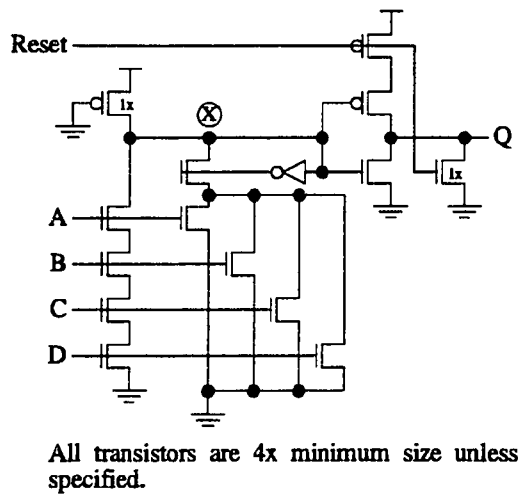 Reset
1x
X
Q
1x
A
B
C
D
All transistors are 4x minimum size unless
specified.